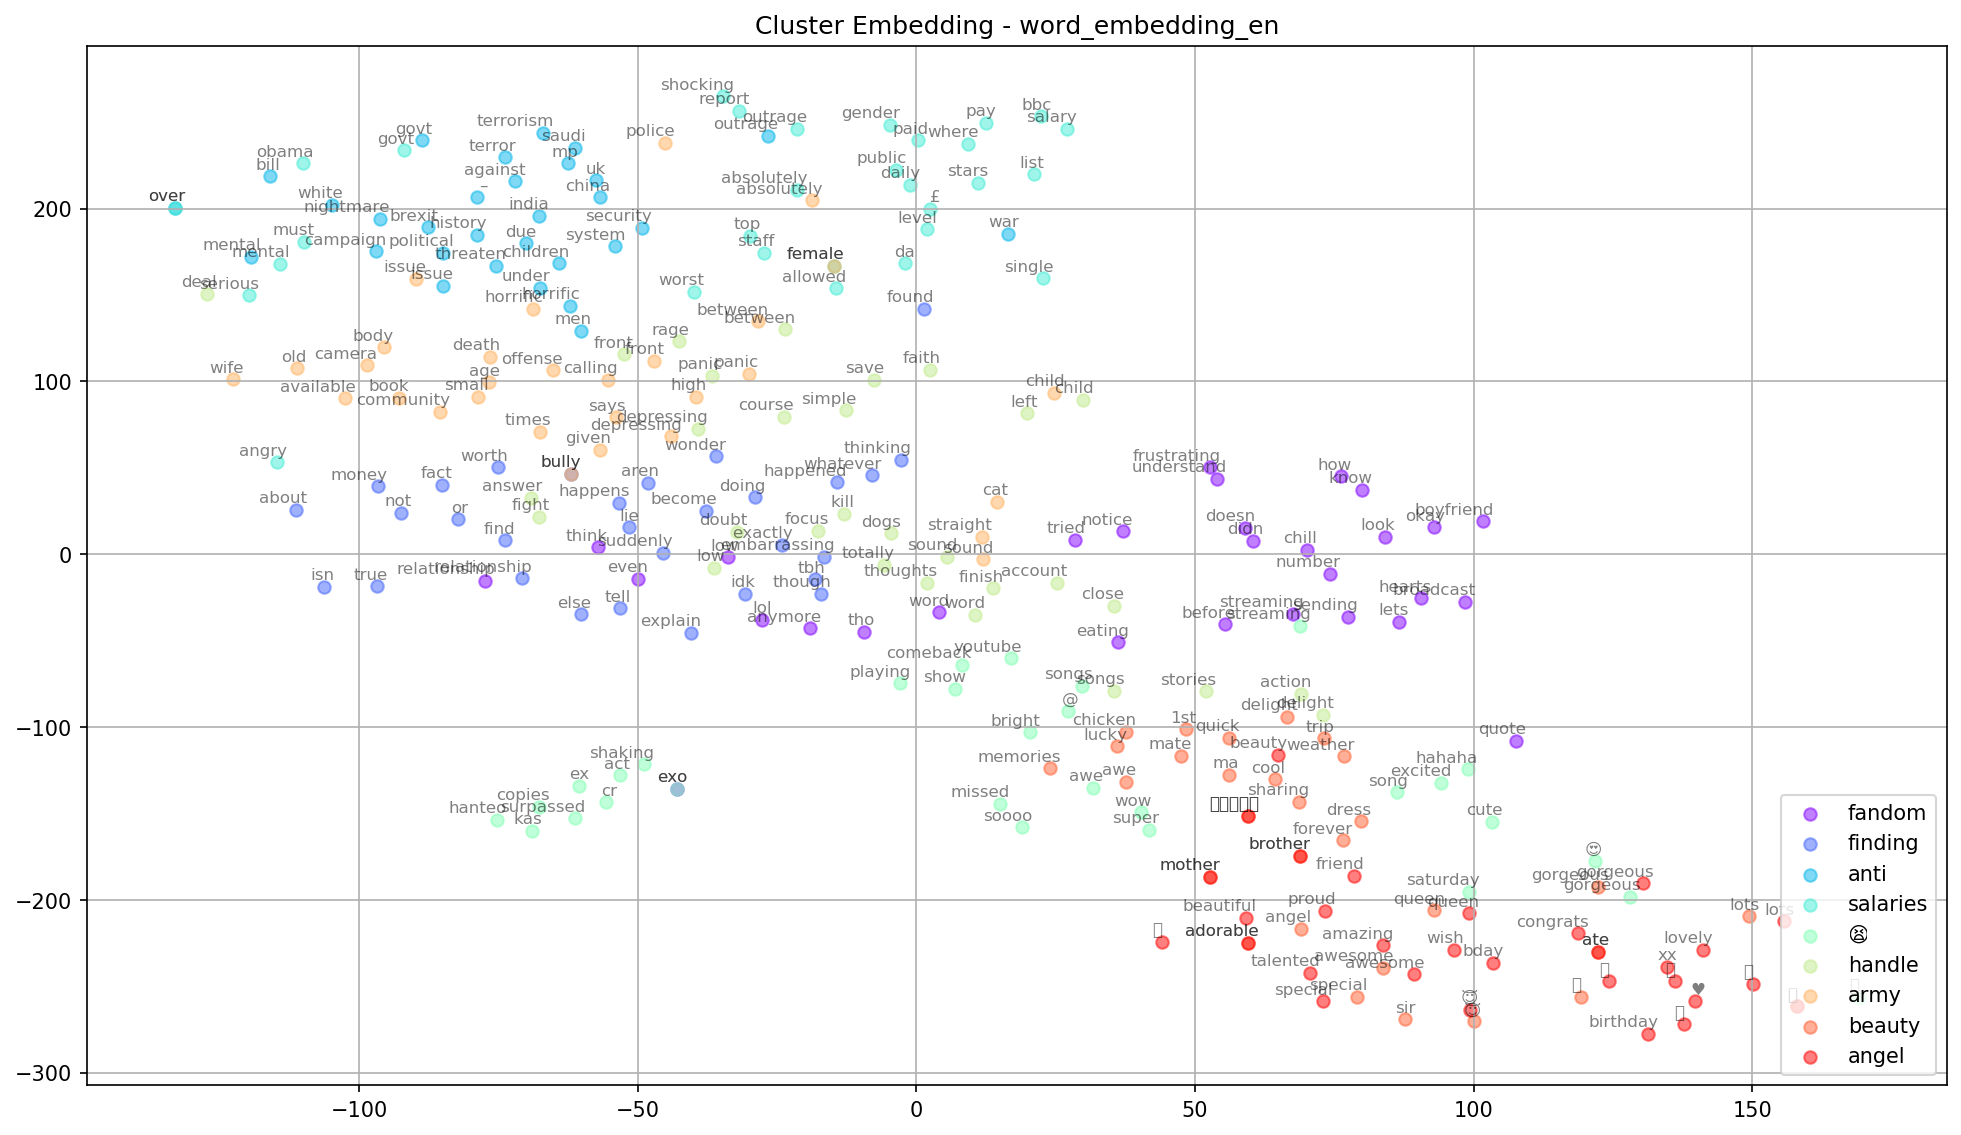 Cluster Embedding - word_embedding_en
shocking
report
outrage
outrage
gender
paid
where
pay
bbc
salary
govt
govt
terrorism
saudi
terror
mp
police
obama
bill
against
–
uk
china
public
daily
stars
list
absolutely
absolutely
over
white
nightmare
brexit
history
india
security
£
level
top
staff
war
must
mental
mental
campaign
political
threaten
due
children
system
female
allowed
da
single
deal
serious
issue
issue
under
horrific
horrific
men
worst
between
between
found
body
camera
old
wife
death
offense
front
front
rage
panic
panic
save
faith
available
book
community
small
age
calling
high
child
child
left
times
says
depressing
depressing
given
course
simple
wonder
thinking
angry
money
fact
worth
bully
aren
happened
whatever
frustrating
understand
how
know
about
not
or
answer
fight
happens
become
doing
kill
cat
boyfriend
okay
look
find
think
lie
suddenly
doubt
exactly
focus
dogs
straight
tried
notice
doesn
didn
chill
number
low
low
embarrassing
totally
sound
sound
isn
true
relationship
relationship
even
idk
tbh
though
thoughts
finish
account
hearts
broadcast
else
tell
explain
lol
anymore
tho
word
word
close
before
streaming
streaming
sending
lets
eating
comeback
youtube
playing
show
songs
songs
stories
action
@
delight
delight
bright
chicken
lucky
1st
quick
trip
quote
mate
beauty
weather
shaking
act
ex
exo
memories
awe
awe
ma
cool
hahaha
excited
song
copies
cr
hanteo
surpassed
kas
missed
soooo
wow
super
sharing
dress
cute
forever
brother
mother
friend
😍
gorgeous
gorgeous
gorgeous
saturday
beautiful
proud
queen
queen
lots
lots
angel
adorable
congrats
ate
amazing
wish
bday
lovely
xx
talented
awesome
awesome
special
special
sir
♥
birthday
fandom
finding
anti
salaries
😫
handle
army
beauty
angel
200
100
0
−100
−200
−300
−100
−50
0
50
100
150